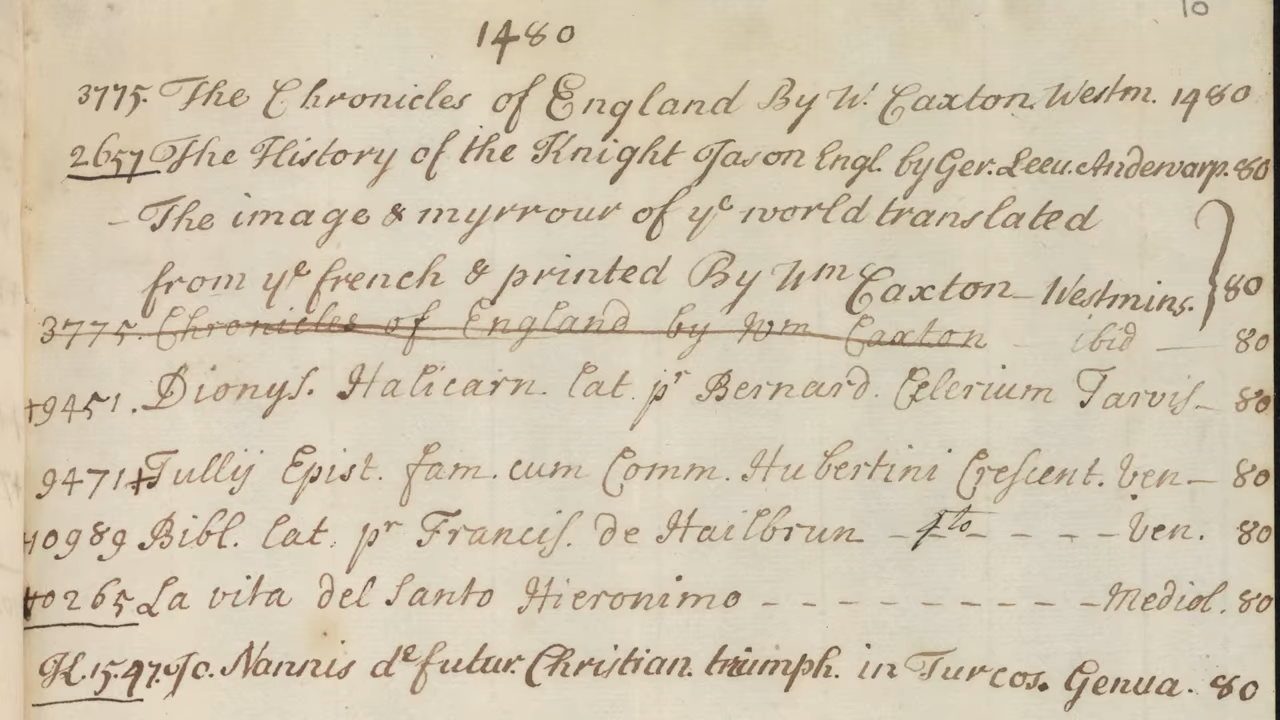 10
1480
3775. The Chronicles of England By W. Caxton. Westm. 1480
2657 The History of the Knight Jason Engl. by Ger. Leeu. Andewarp. 80
- The image & myrrour of ye world translated
from ye french & printed By Wm Caxton - Westmins. } 80
3775. Chronicles of England by Wm Caxton - ibid - 80
+9451. Dionys. Halicarn. lat. pr Bernard. Celerium Tarvis- 80
9471+ Tullij Epist. fam. cum Comm. Hubertini Crescent. Ven- 80
10989 Bibl. lat. pr Francis. de Hailbrun - 4to - - - - Ven. 80
+0265 La vita del Santo Hieronimo - - - - - - - - - - Mediol. 80
K.15.47. Jo. Nannis de futur. Christian. triumph. in Turcos. Genua. 80